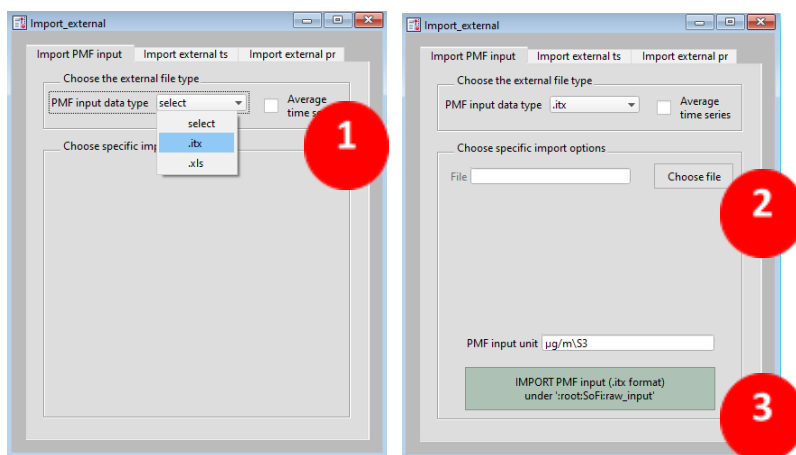 Import_external
Import PMF input Import external ts Import external pr
Choose the external file type
PMF input data type select Average
time se
select
.itx
.xls
Choose specific imp
1
Import_external
Import PMF input Import external ts Import external pr
Choose the external file type
PMF input data type .itx Average
time series
Choose specific import options
File Choose file
2
PMF input unit µg/m\S3
IMPORT PMF input (.itx format)
under ':root:SoFi:raw_input'
3